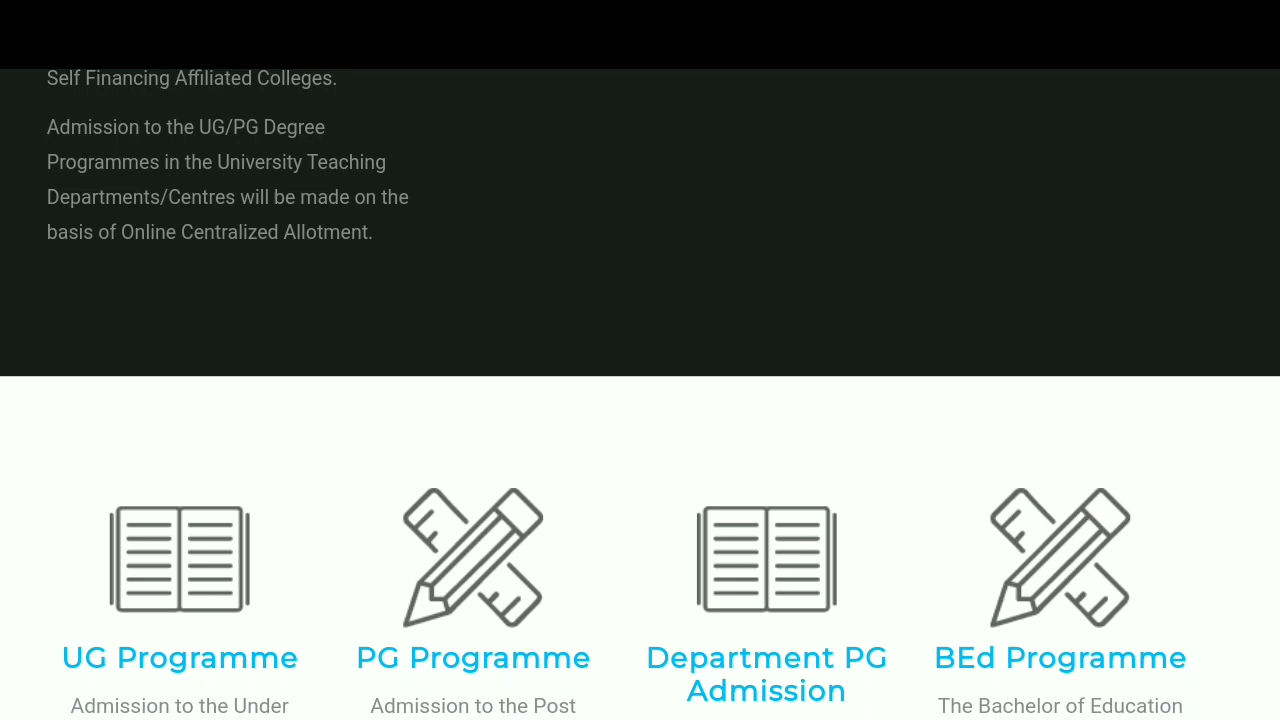 Self Financing Affiliated Colleges.
Admission to the UG/PG Degree
Programmes in the University Teaching
Departments/Centres will be made on the
basis of Online Centralized Allotment.
UG Programme
Admission to the Under
PG Programme
Admission to the Post
Department PG
Admission
BEd Programme
The Bachelor of Education